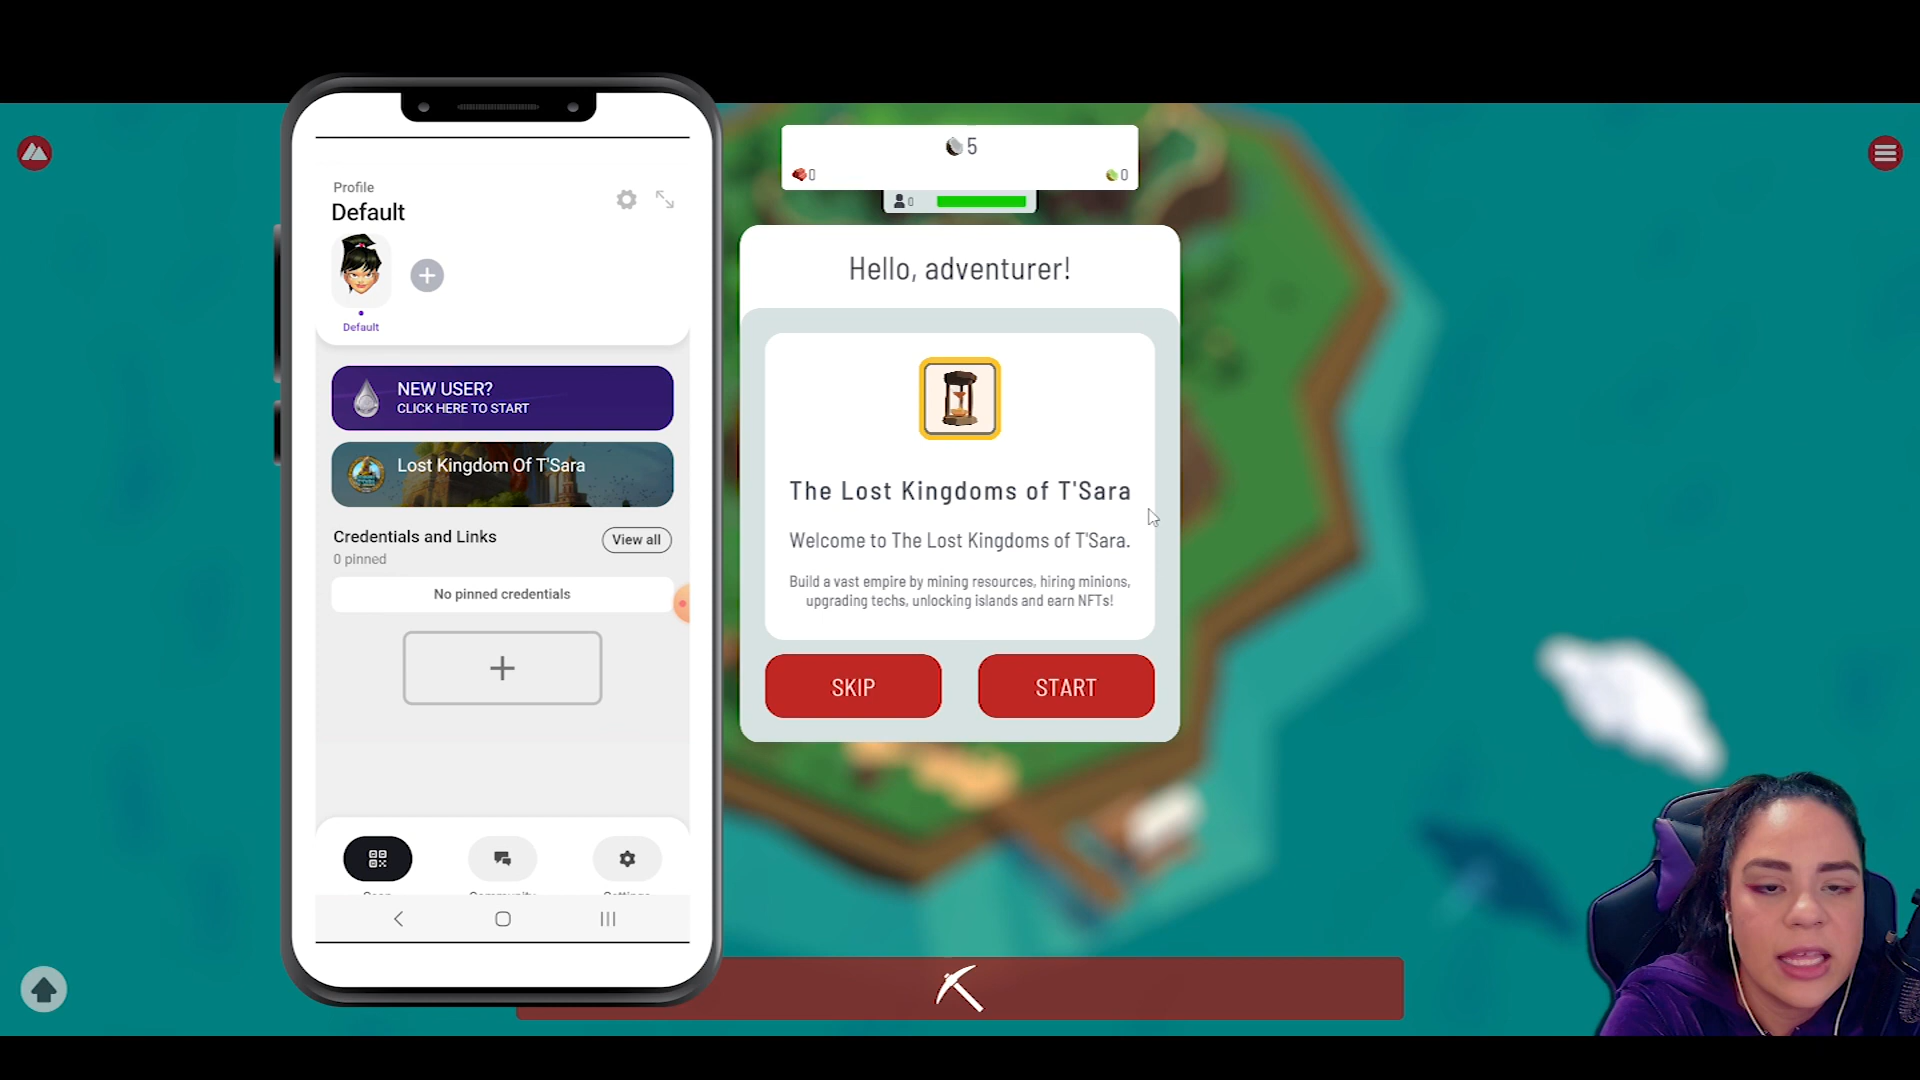 Profile
Default
Default
NEW USER?
CLICK HERE TO START
Lost Kingdom Of T'Sara
Credentials and Links
View all
0 pinned
No pinned credentials
Scan
Community
Settings
5
0
0
0
Hello, adventurer!
The Lost Kingdoms of T'Sara
Welcome to The Lost Kingdoms of T'Sara.
Build a vast empire by mining resources, hiring minions,
upgrading techs, unlocking islands and earn NFTs!
SKIP
START